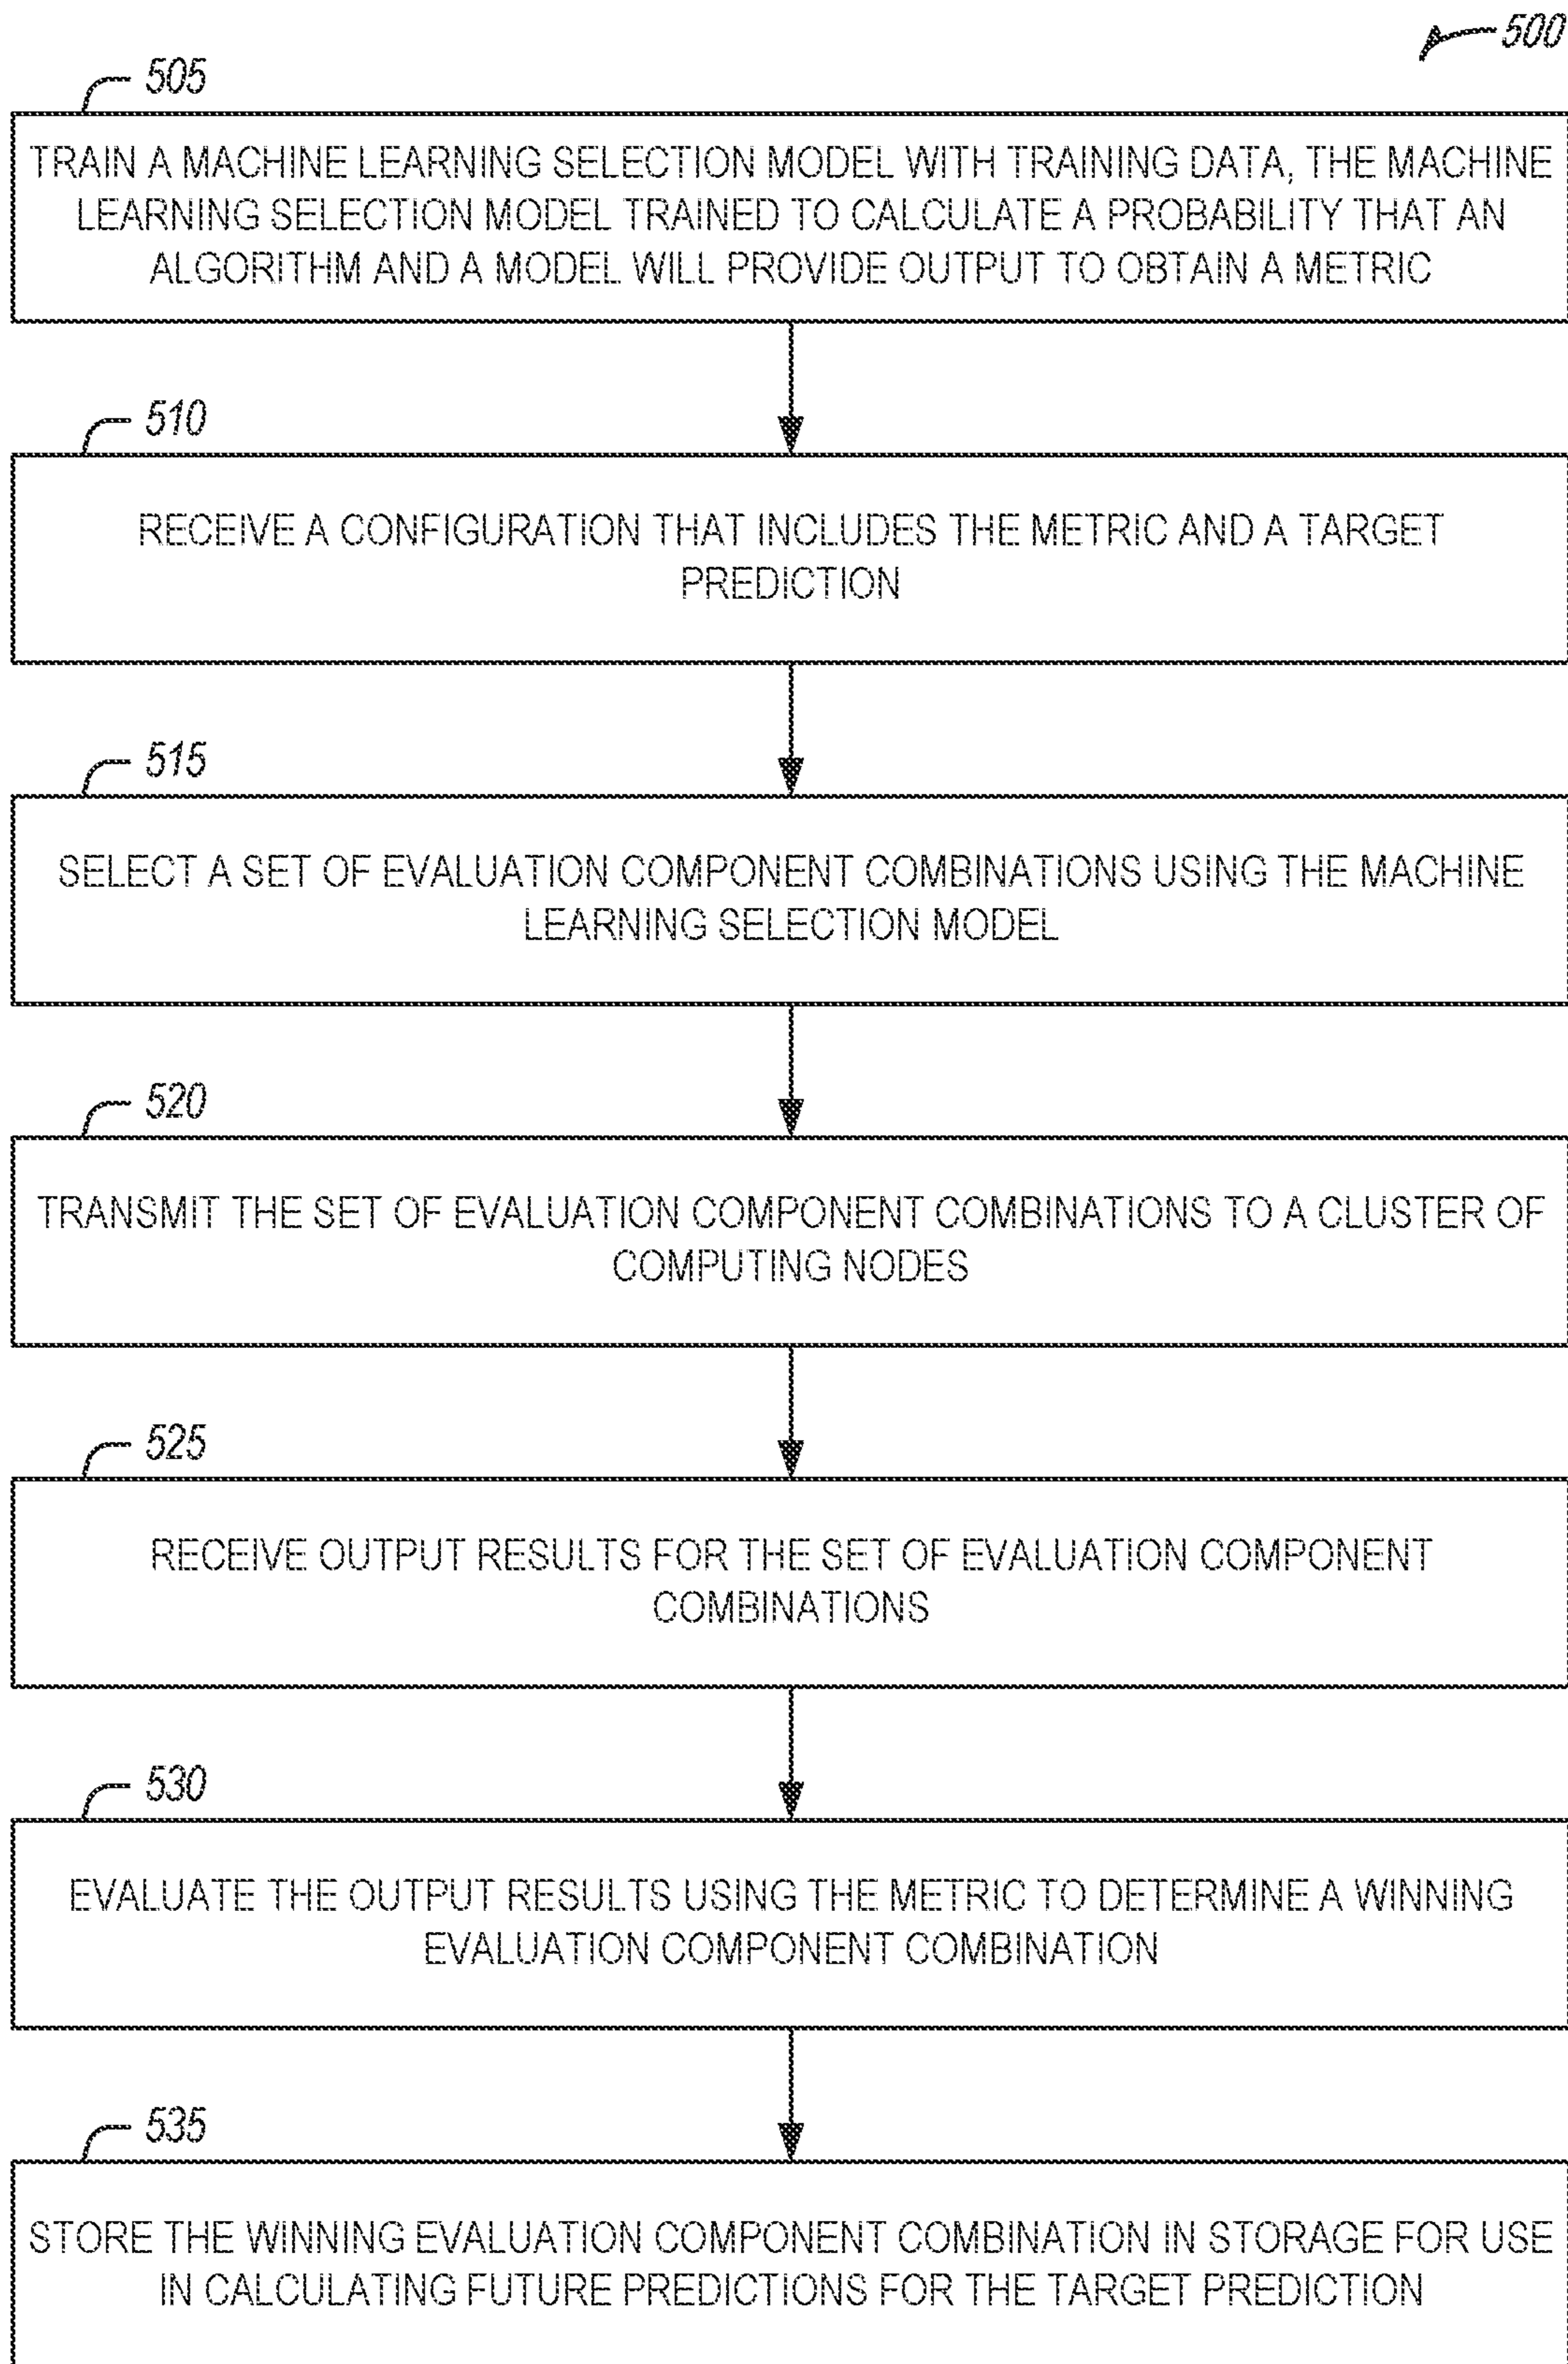 500
505
TRAIN A MACHINE LEARNING SELECTION MODEL WITH TRAINING DATA, THE MACHINE
LEARNING SELECTION MODEL TRAINED TO CALCULATE A PROBABILITY THAT AN
ALGORITHM AND A MODEL WILL PROVIDE OUTPUT TO OBTAIN A METRIC
510
RECEIVE A CONFIGURATION THAT INCLUDES THE METRIC AND A TARGET
PREDICTION
515
SELECT A SET OF EVALUATION COMPONENT COMBINATIONS USING THE MACHINE
LEARNING SELECTION MODEL
520
TRANSMIT THE SET OF EVALUATION COMPONENT COMBINATIONS TO A CLUSTER OF
COMPUTING NODES
525
RECEIVE OUTPUT RESULTS FOR THE SET OF EVALUATION COMPONENT
COMBINATIONS
530
EVALUATE THE OUTPUT RESULTS USING THE METRIC TO DETERMINE A WINNING
EVALUATION COMPONENT COMBINATION
535
STORE THE WINNING EVALUATION COMPONENT COMBINATION IN STORAGE FOR USE
IN CALCULATING FUTURE PREDICTIONS FOR THE TARGET PREDICTION